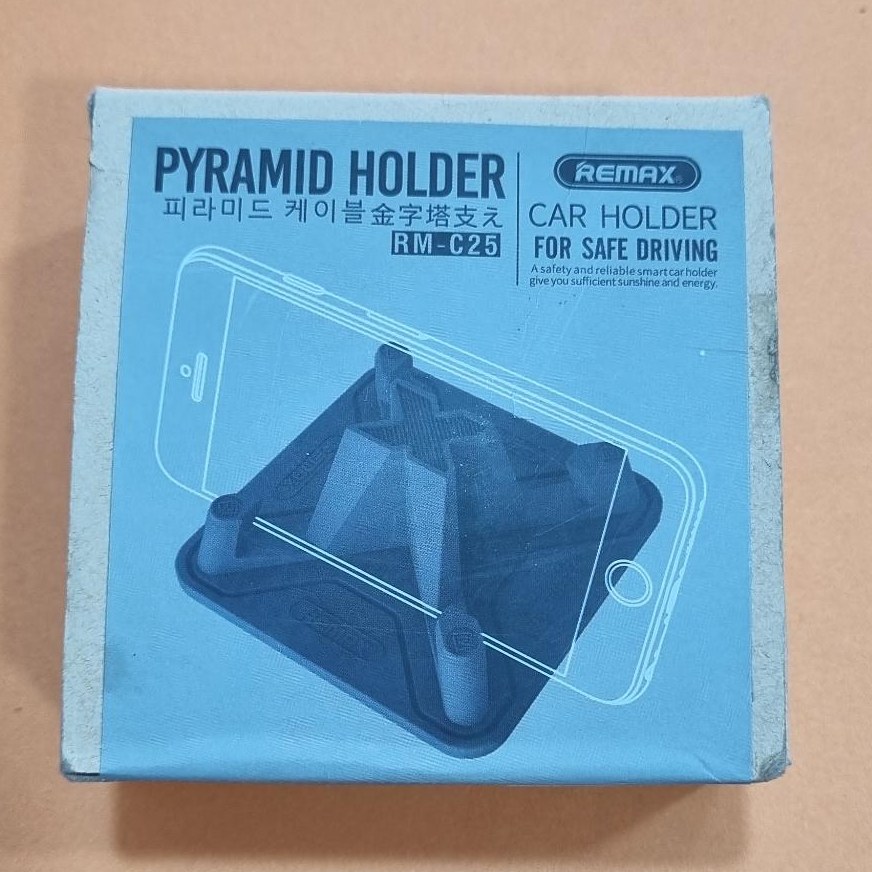 PYRAMID HOLDER
피라미드 케이블金字塔支え
RM-C25
REMAX
CAR HOLDER
FOR SAFE DRIVING
A safety and reliable smart car holder
give you sufficient sunshine and energy.